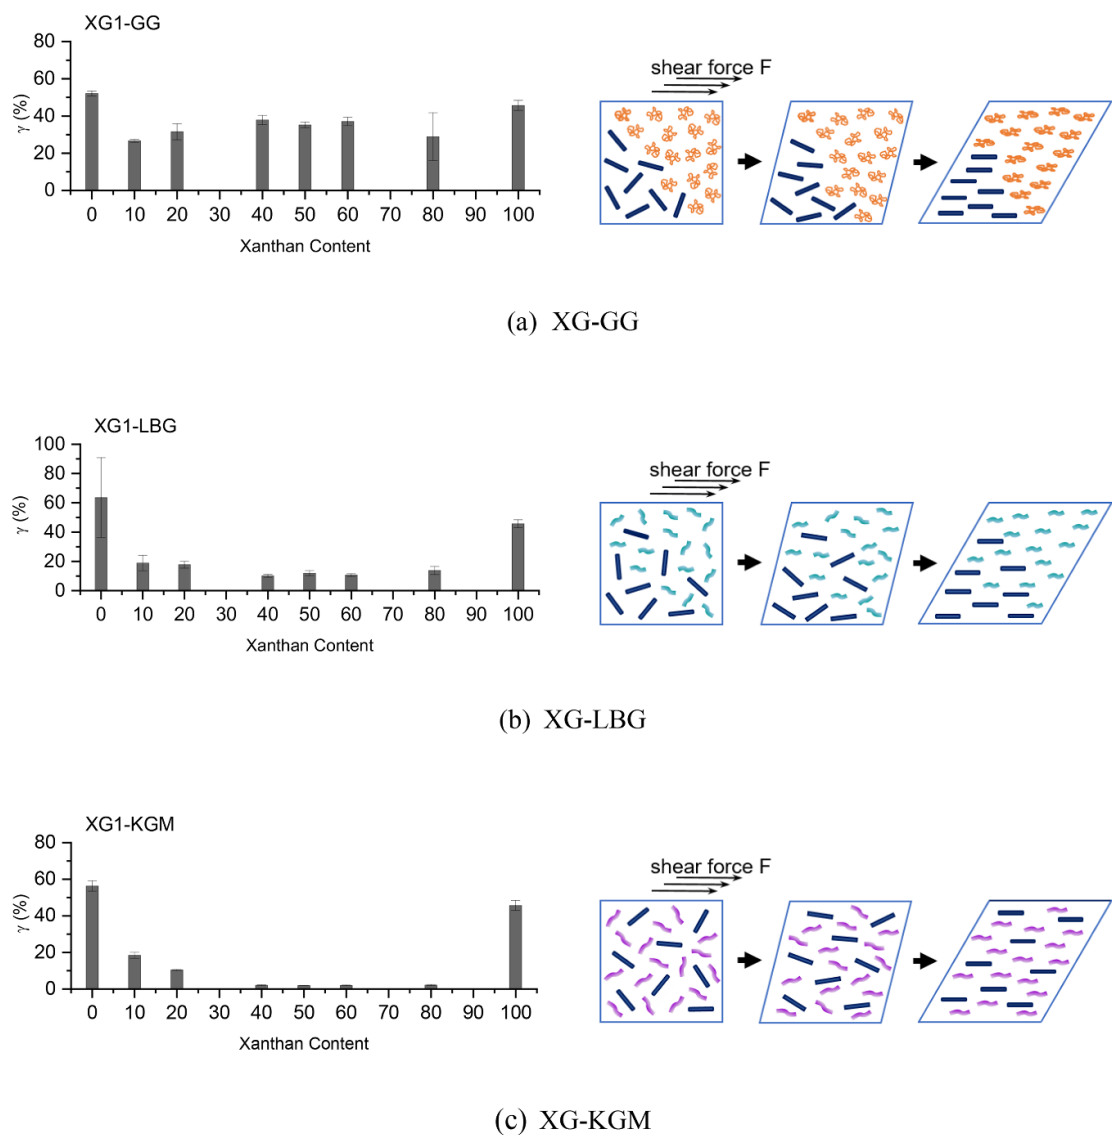 XG1-GG
80
60
40
20
0
γ (%)
0 10 20 30 40 50 60 70 80 90 100
Xanthan Content
shear force F
(a) XG-GG
XG1-LBG
100
80
60
40
20
0
γ (%)
0 10 20 30 40 50 60 70 80 90 100
Xanthan Content
shear force F
(b) XG-LBG
XG1-KGM
80
60
40
20
0
γ (%)
0 10 20 30 40 50 60 70 80 90 100
Xanthan Content
shear force F
(c) XG-KGM